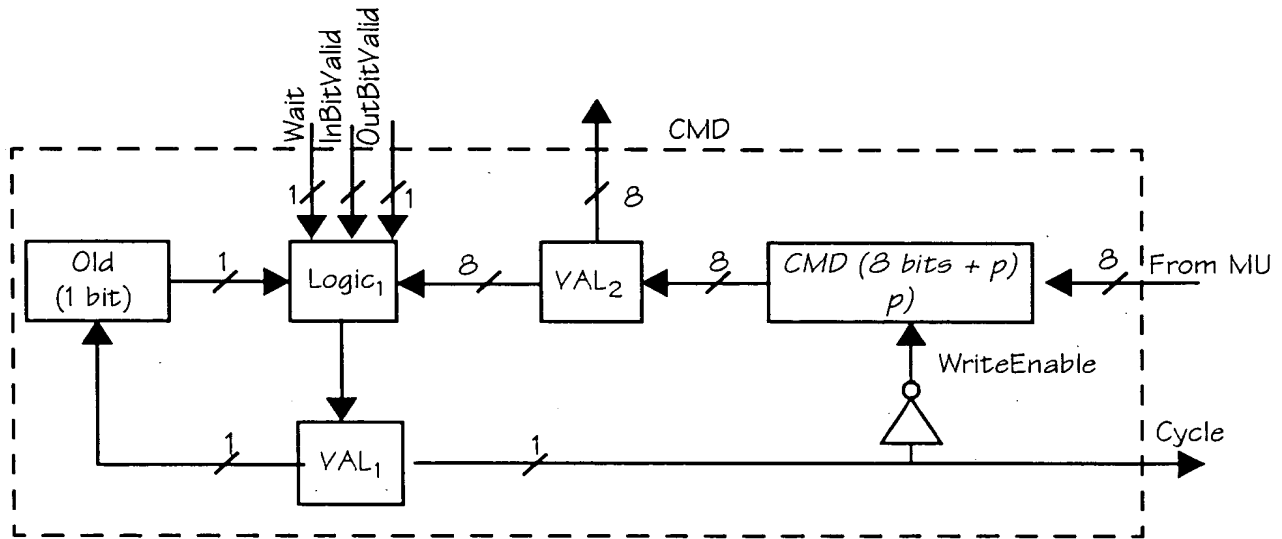 Wait
InBitValid
OutBitValid
CMD
1
1
8
Old
(1 bit)
1
Logic1
8
VAL2
8
CMD (8 bits + p)
p)
8
From MU
WriteEnable
1
VAL1
1
Cycle